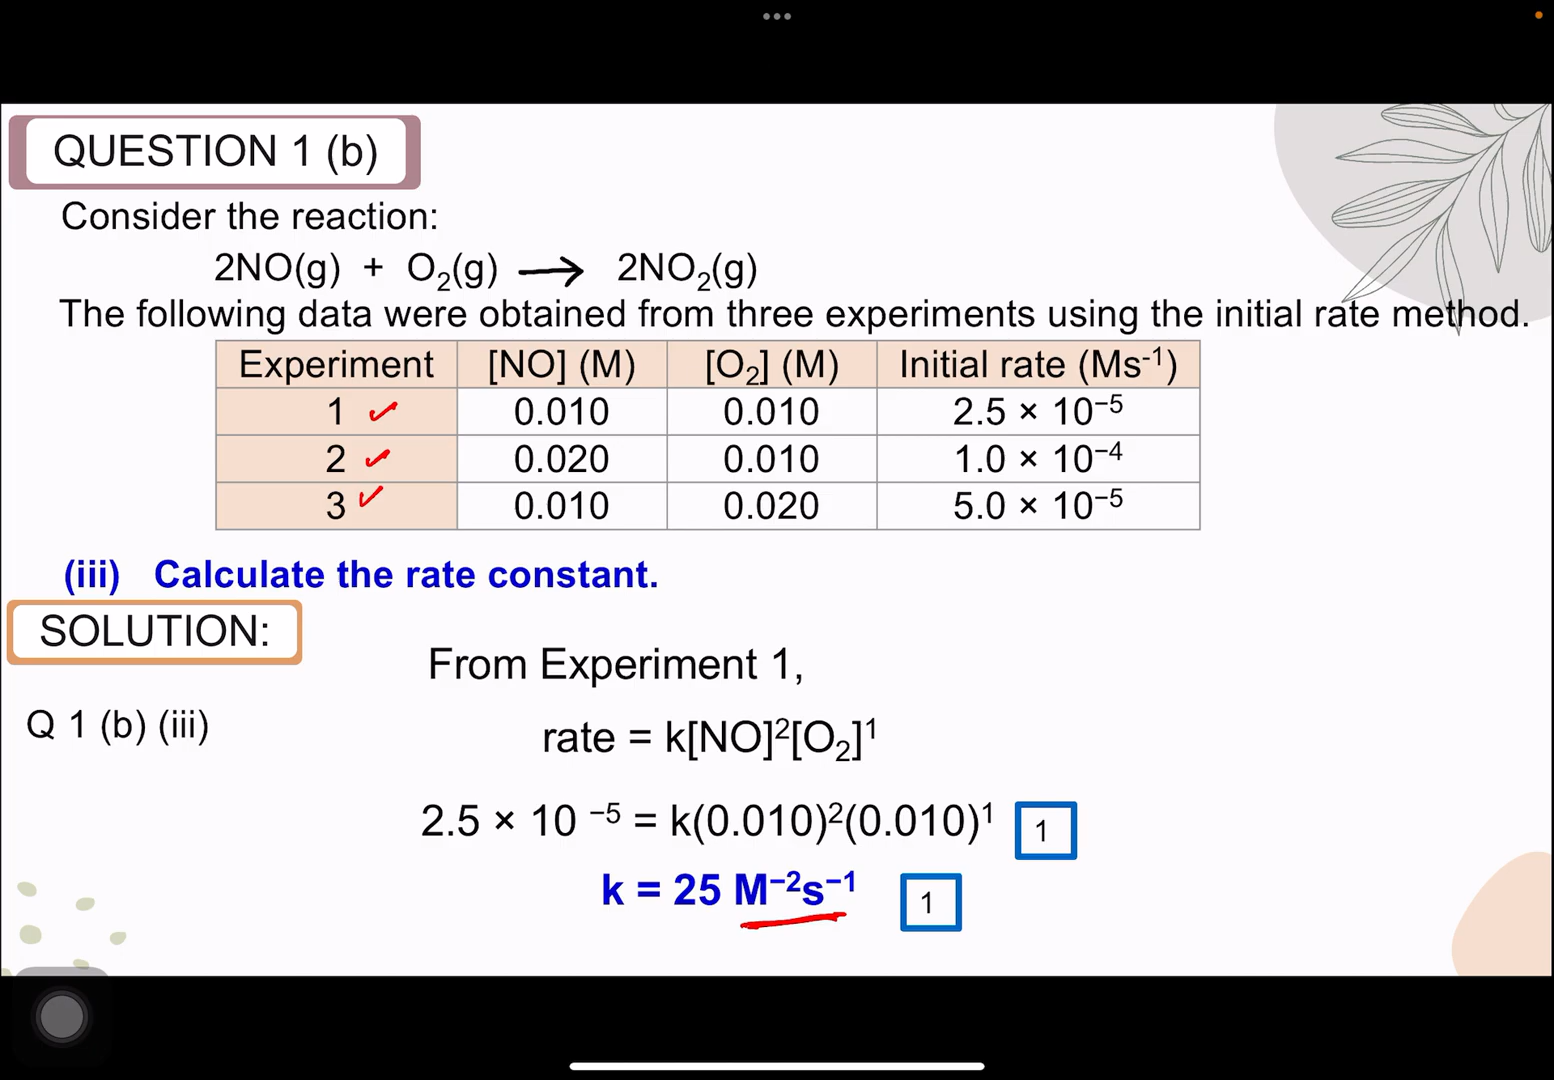 QUESTION 1 (b)
Consider the reaction:
2NO(g) + O₂(g) → 2NO₂(g)
The following data were obtained from three experiments using the initial rate method.
Experiment [NO] (M) [O₂] (M) Initial rate (Ms⁻¹)
1 ✓ 0.010 0.010 2.5 × 10⁻⁵
2 ✓ 0.020 0.010 1.0 × 10⁻⁴
3 ✓ 0.010 0.020 5.0 × 10⁻⁵
(iii) Calculate the rate constant.
SOLUTION:
From Experiment 1,
Q 1 (b) (iii)
rate = k[NO]²[O₂]¹
2.5 × 10 ⁻⁵ = k(0.010)²(0.010)¹ 1
k = 25 M⁻²s⁻¹ 1